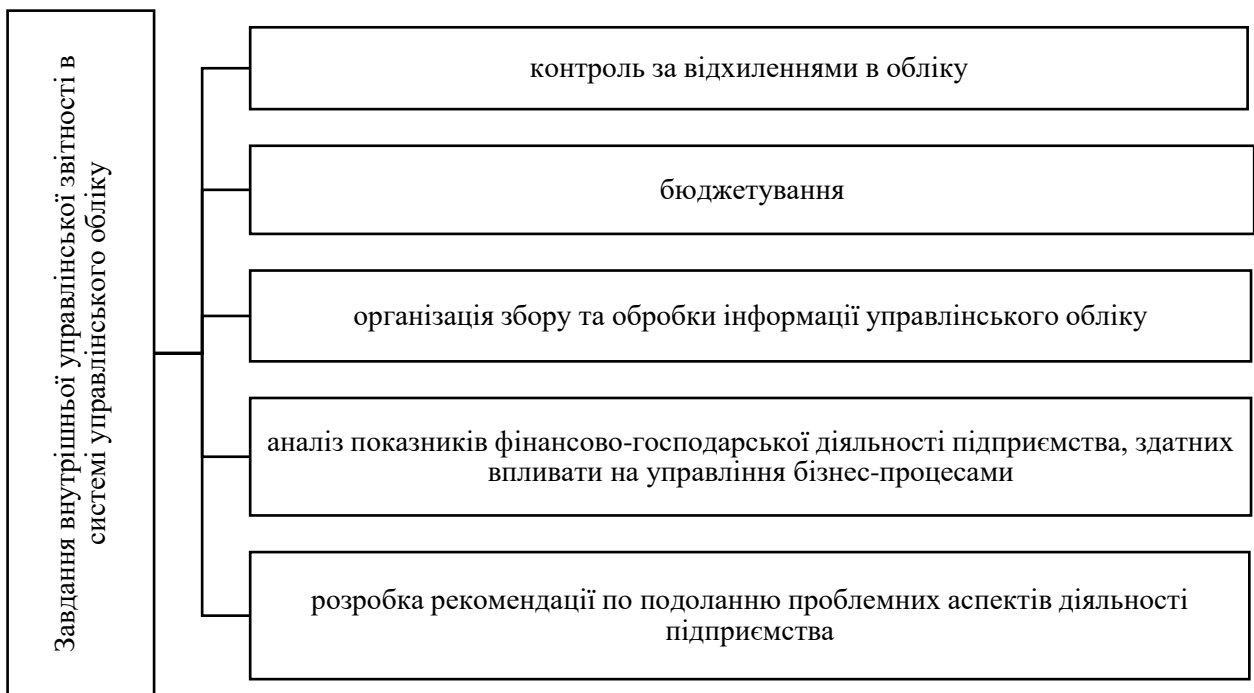 Завдання внутрішньої управлінської звітності в
системі управлінського обліку
контроль за відхиленнями в обліку
бюджетування
організація збору та обробки інформації управлінського обліку
аналіз показників фінансово-господарської діяльності підприємства, здатних
впливати на управління бізнес-процесами
розробка рекомендації по подоланню проблемних аспектів діяльності
підприємства